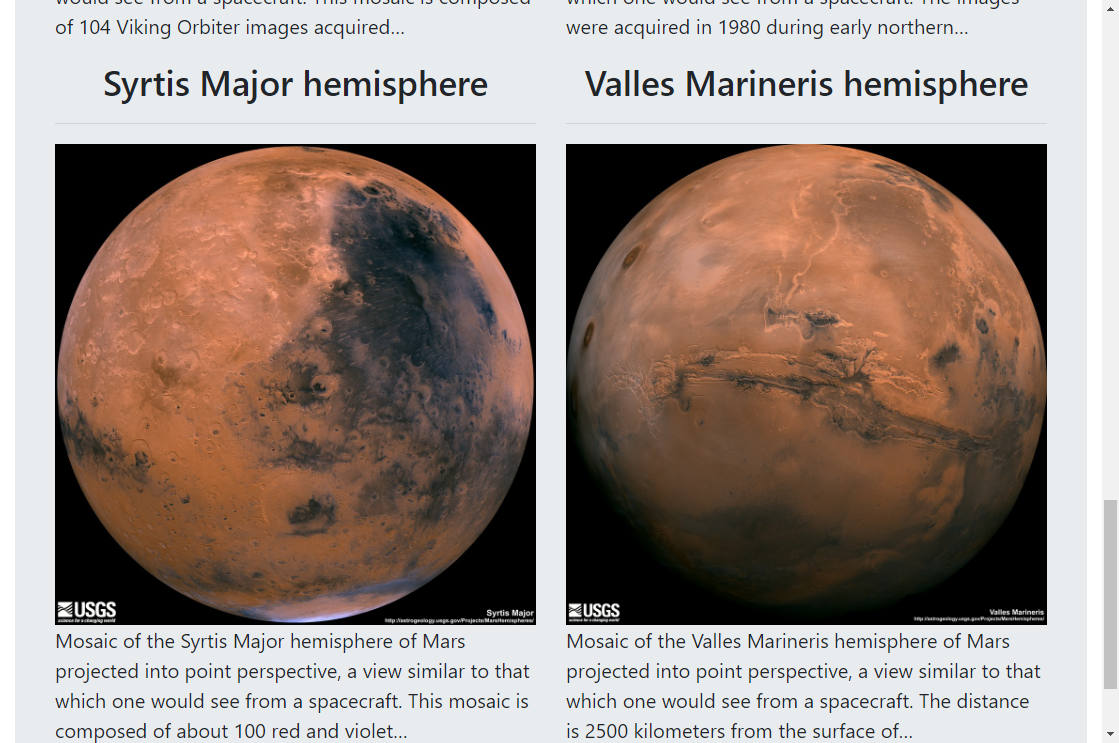 would see from a spacecraft. This mosaic is composed
of 104 Viking Orbiter images acquired...
which one would see from a spacecraft. The images
were acquired in 1980 during early northern...
Syrtis Major hemisphere
USGS
science for a changing world
Syrtis Major
http://astrogeology.usgs.gov/Projects/MarsHemispheres/
Mosaic of the Syrtis Major hemisphere of Mars
projected into point perspective, a view similar to that
which one would see from a spacecraft. This mosaic is
composed of about 100 red and violet...
Valles Marineris hemisphere
USGS
science for a changing world
Valles Marineris
http://astrogeology.usgs.gov/Projects/MarsHemispheres/
Mosaic of the Valles Marineris hemisphere of Mars
projected into point perspective, a view similar to that
which one would see from a spacecraft. The distance
is 2500 kilometers from the surface of...